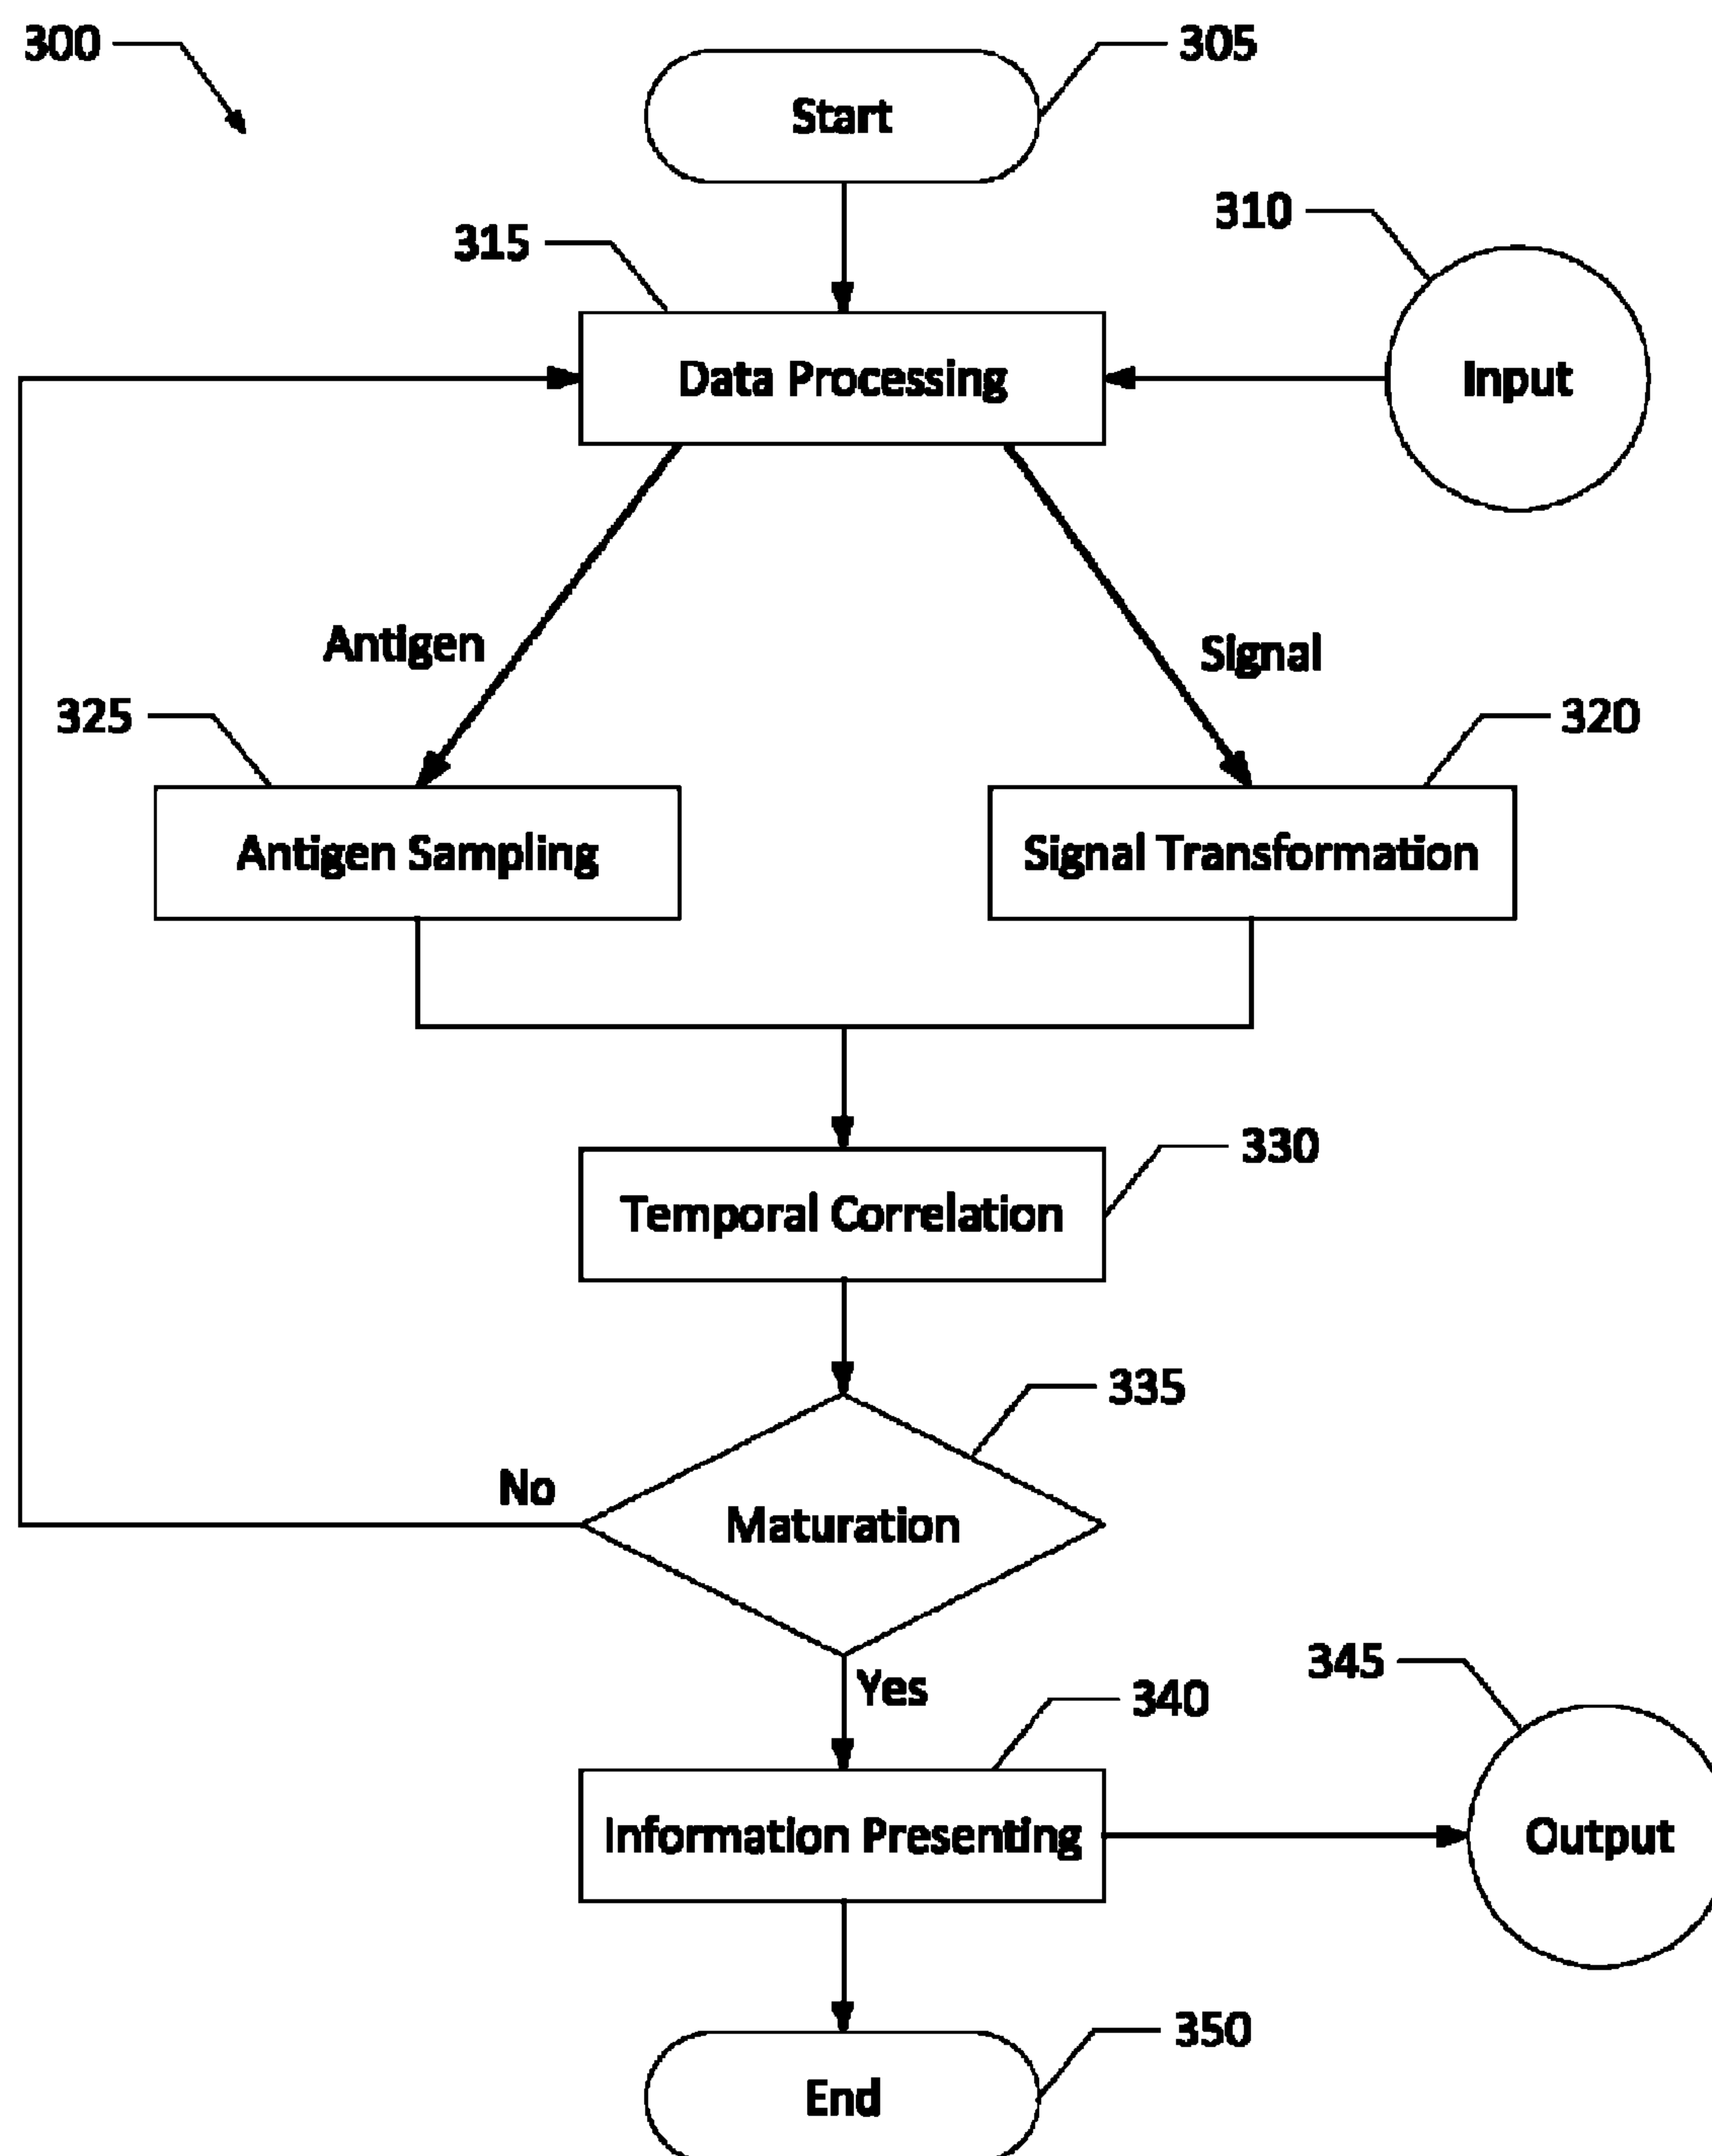 300
305
Start
310
315
Data Processing
Input
Antigen
Signal
325
320
Antigen Sampling
Signal Transformation
330
Temporal Correlation
335
No
Maturation
Yes
345
340
Information Presenting
Output
350
End